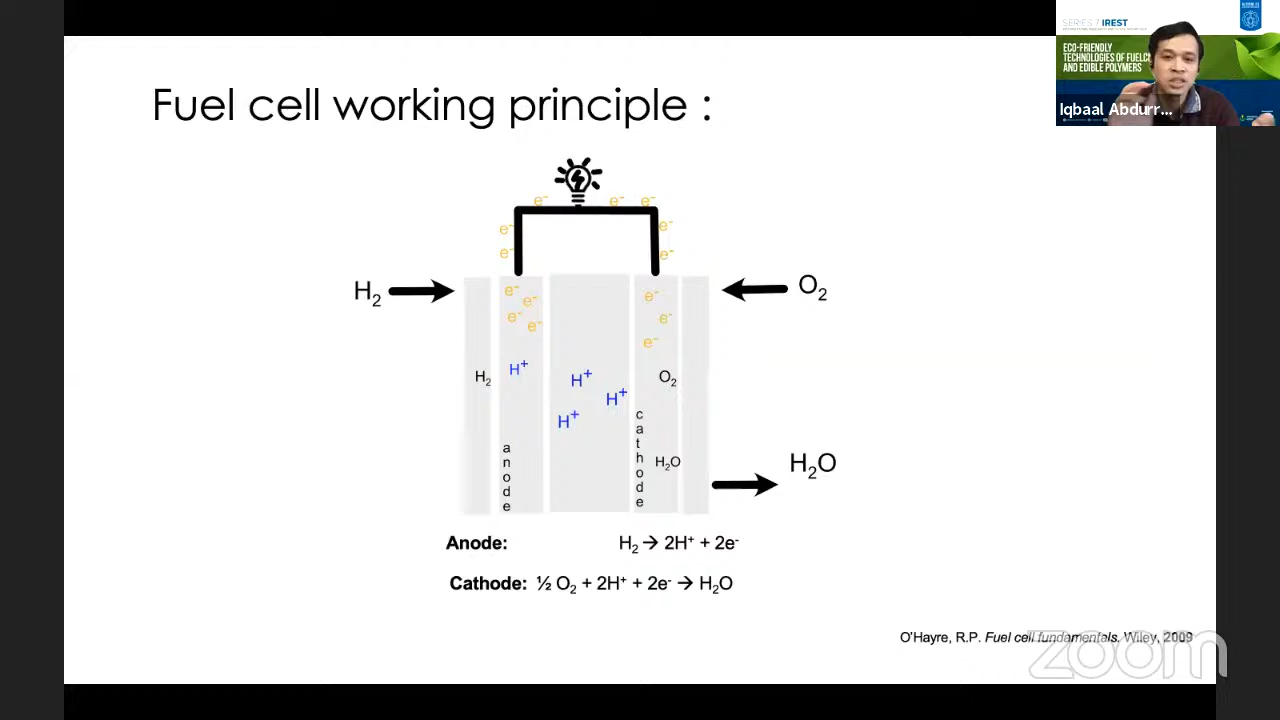 SERIES 7 IREST
ECO-FRIENDLY
TECHNOLOGIES OF FUELC
AND EDIBLE POLYMERS
Iqbaal Abdurr...
Fuel cell working principle :
e⁻ e⁻ e⁻
e⁻ e⁻
e⁻ e⁻
H₂ O₂
e⁻ e⁻ e⁻
e⁻ e⁻ e⁻
e⁻
H₂ H⁺ H⁺ O₂
H⁺
H⁺
anode
cathode
H₂O
H₂O
Anode: H₂ → 2H⁺ + 2e⁻
Cathode: ½ O₂ + 2H⁺ + 2e⁻ → H₂O
O'Hayre, R.P. Fuel cell fundamentals. Wiley, 2009
zoom